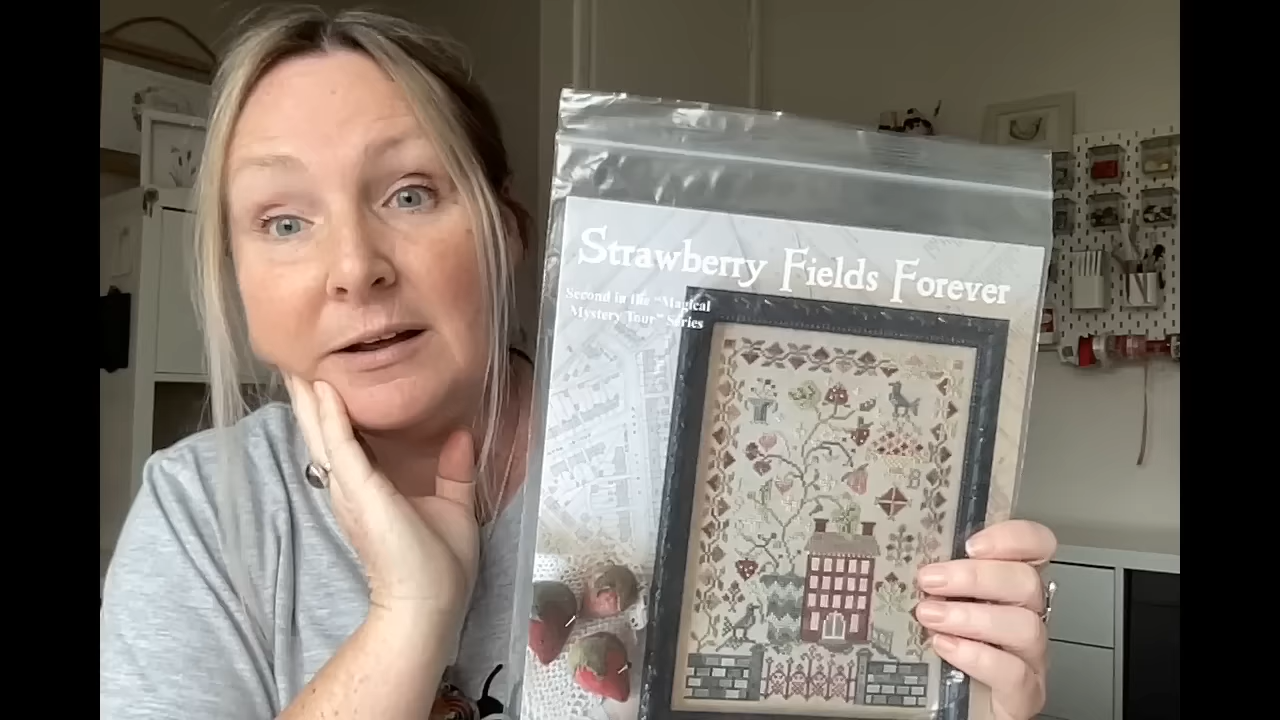 Strawberry Fields Forever
Second in the "Magical
Mystery Tour" Series